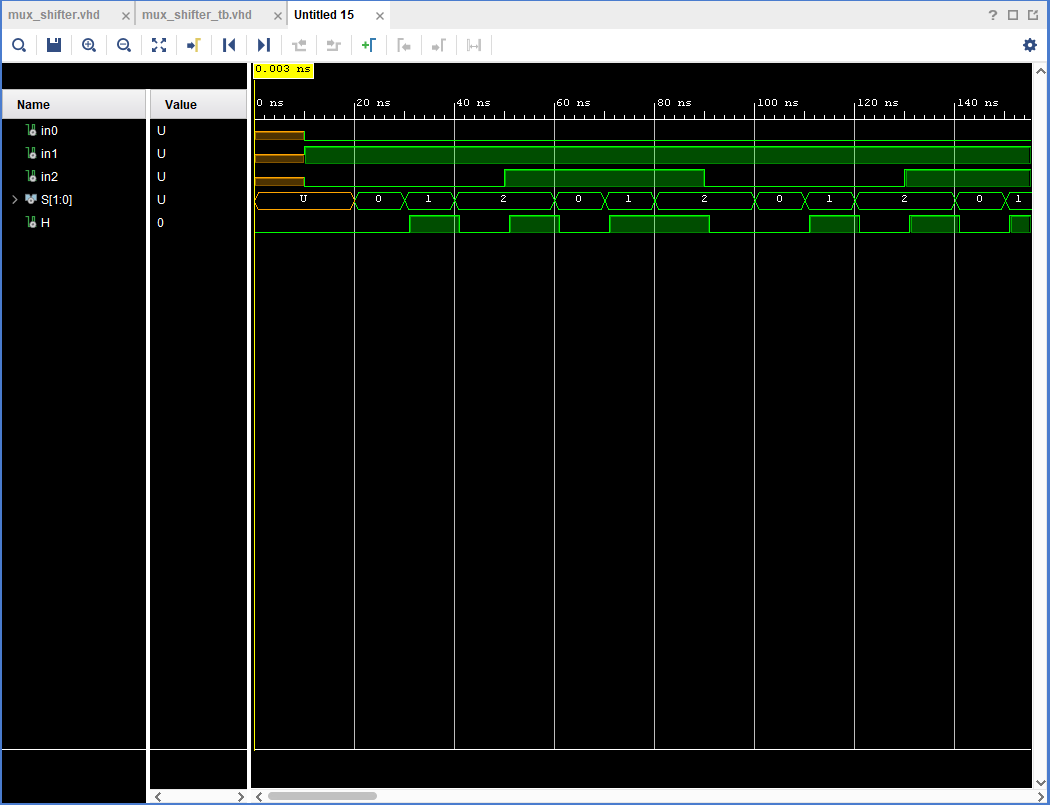 mux_shifter.vhd × mux_shifter_tb.vhd × Untitled 15 × ?
0.003 ns
Name Value 0 ns 20 ns 40 ns 60 ns 80 ns 100 ns 120 ns 140 ns
in0 U
in1 U
in2 U
S[1:0] U U 0 1 2 0 1 2 0 1 2 0 1
H 0